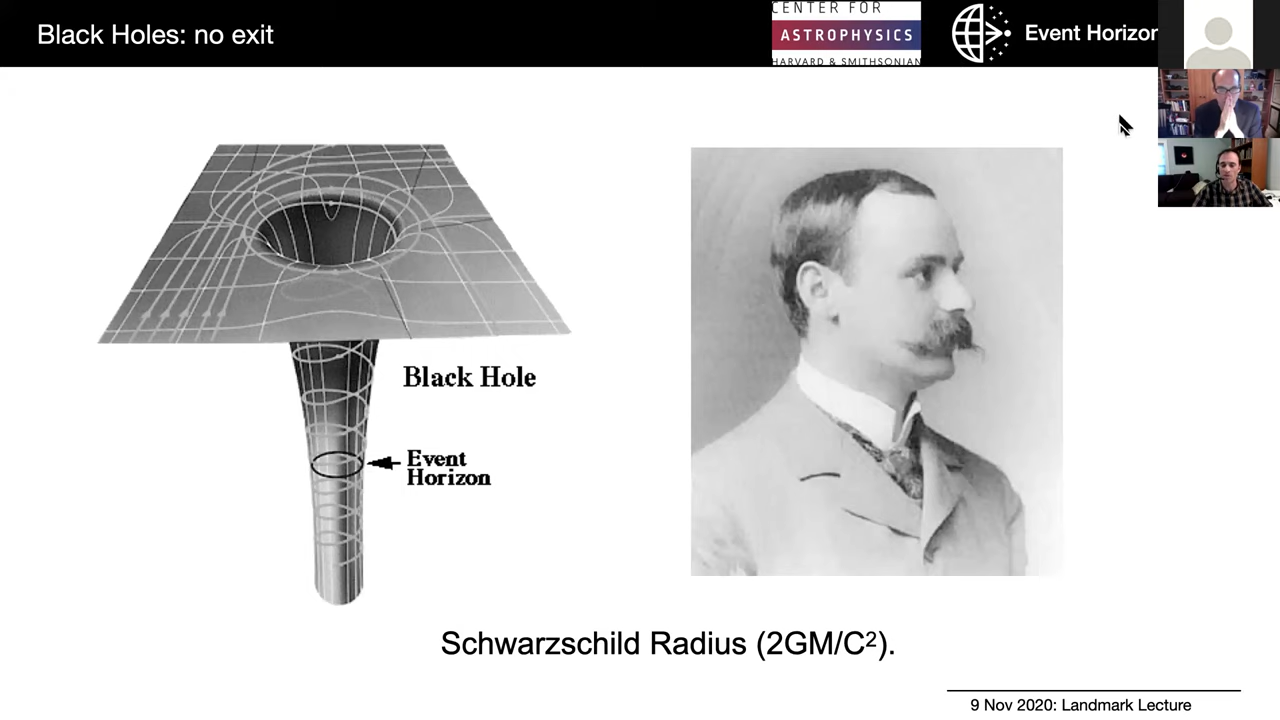 Black Holes: no exit
CENTER FOR
ASTROPHYSICS
HARVARD & SMITHSONIAN
Event Horizon
Black Hole
Event
Horizon
Schwarzschild Radius (2GM/C²).
9 Nov 2020: Landmark Lecture